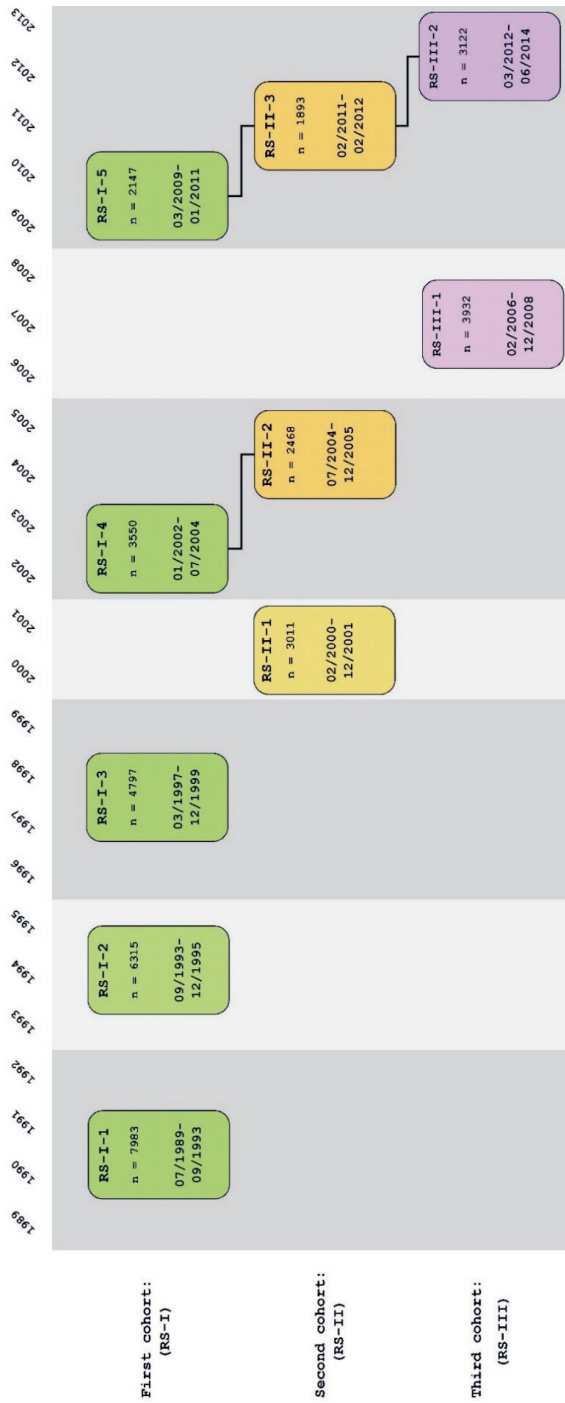 1989
1990
1991
1992
1993
1994
1995
1996
1997
1998
1999
2000
2001
2002
2003
2004
2005
2006
2007
2008
2009
2010
2011
2012
2013
First cohort:
(RS-I)
RS-I-1
n = 7983
07/1989-
09/1993
RS-I-2
n = 6315
09/1993-
12/1995
RS-I-3
n = 4797
03/1997-
12/1999
RS-I-4
n = 3550
01/2002-
07/2004
RS-I-5
n = 2147
03/2009-
01/2011
Second cohort:
(RS-II)
RS-II-1
n = 3011
02/2000-
12/2001
RS-II-2
n = 2468
07/2004-
12/2005
RS-II-3
n = 1893
02/2011-
02/2012
Third cohort:
(RS-III)
RS-III-1
n = 3932
02/2006-
12/2008
RS-III-2
n = 3122
03/2012-
06/2014